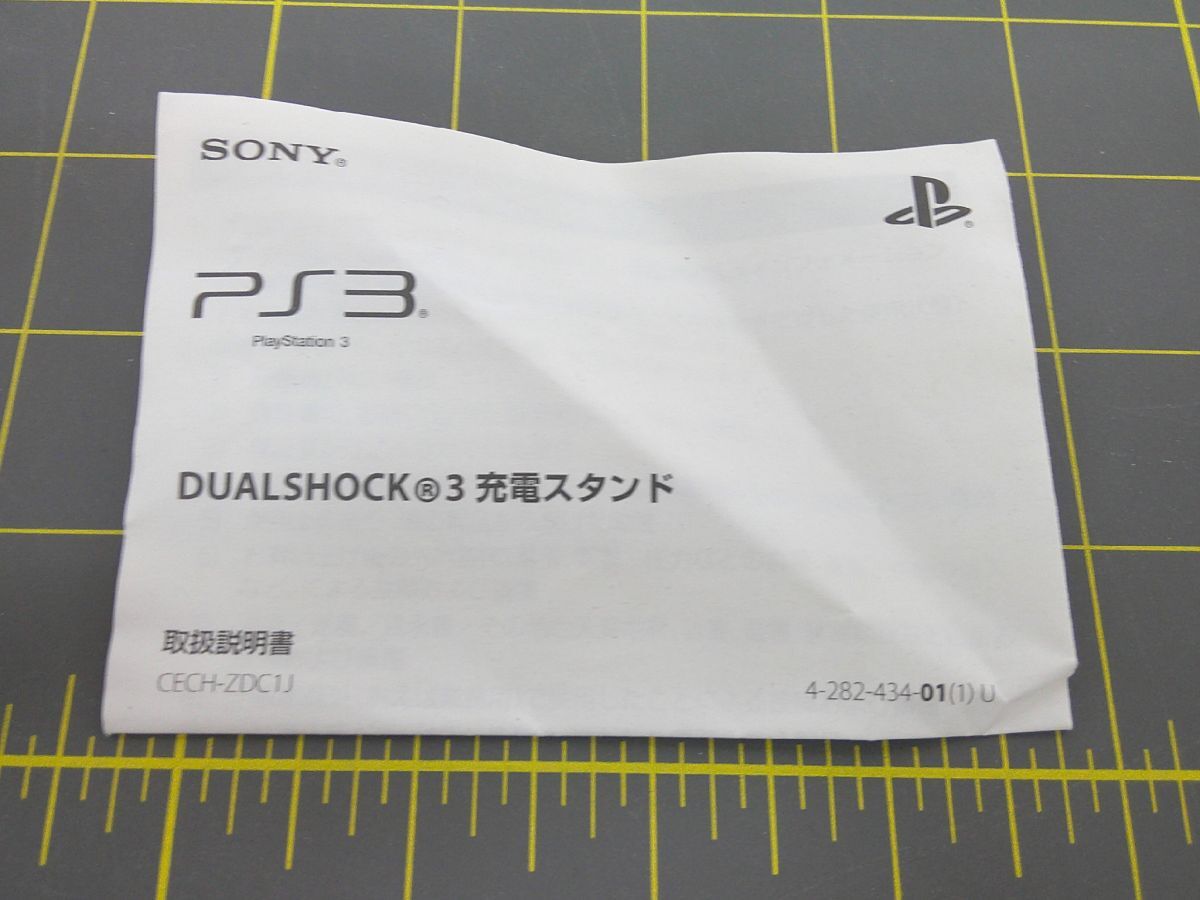 SONY®
PS3®
PlayStation 3
DUALSHOCK®3 充電スタンド
取扱説明書
CECH-ZDC1J
4-282-434-01(1) U